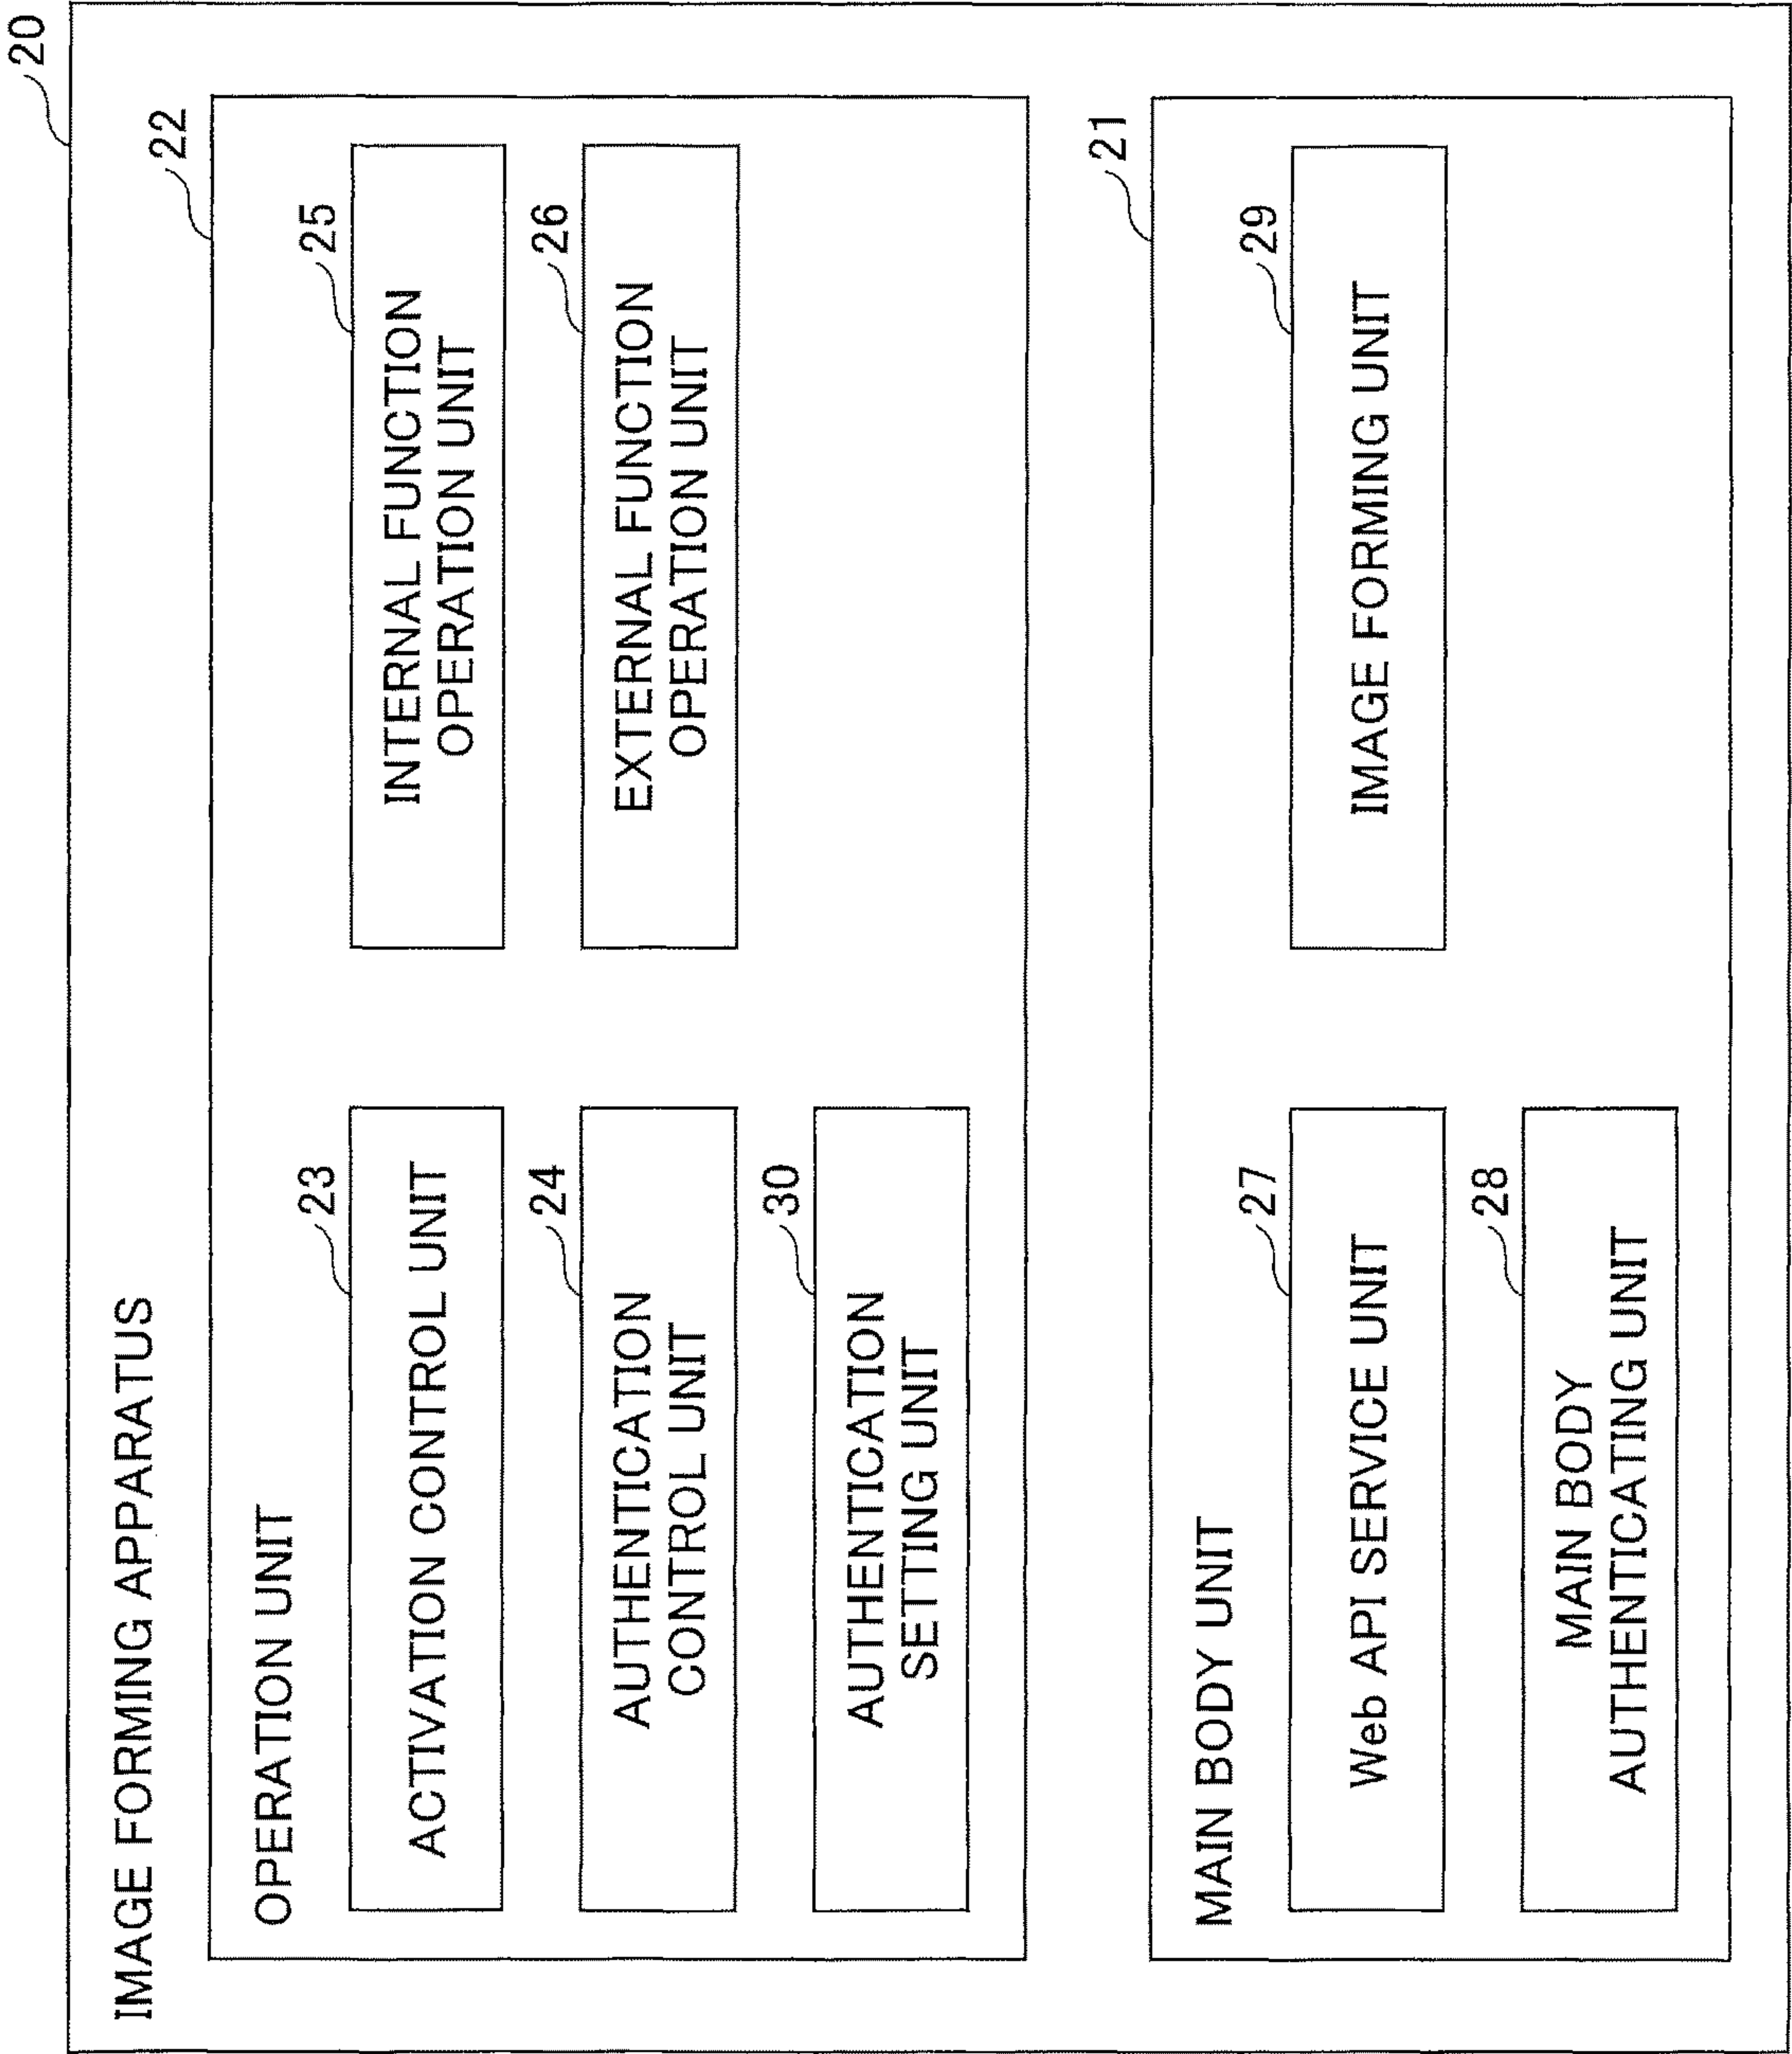 IMAGE FORMING APPARATUS
20
OPERATION UNIT
22
ACTIVATION CONTROL UNIT
23
INTERNAL FUNCTION
OPERATION UNIT
25
AUTHENTICATION
CONTROL UNIT
24
EXTERNAL FUNCTION
OPERATION UNIT
26
AUTHENTICATION
SETTING UNIT
30
MAIN BODY UNIT
21
Web API SERVICE UNIT
27
IMAGE FORMING UNIT
29
MAIN BODY
AUTHENTICATING UNIT
28